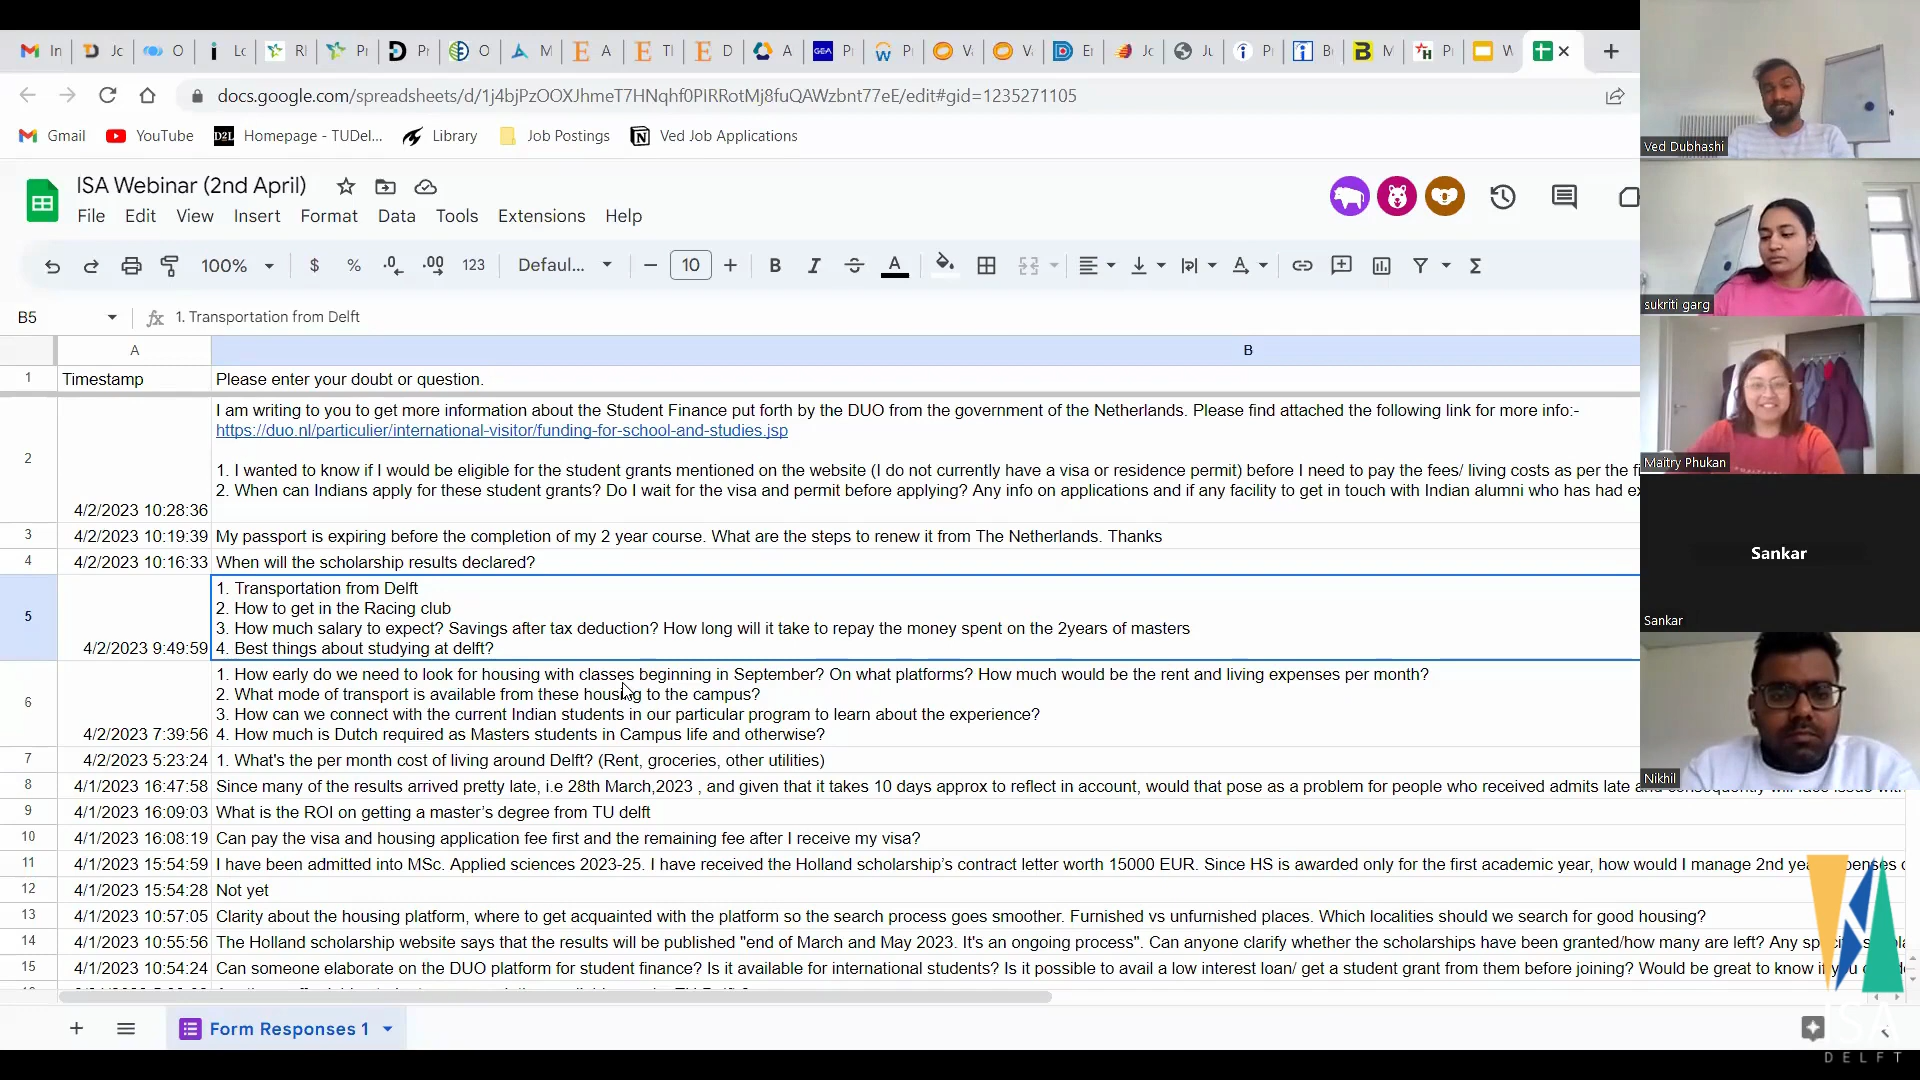 In
Jc
O
Lc
RI
Pr
Pr
O
M
A
Tl
D
A
P
P
V
V
E
Jc
Ju
P
B
M
P
W
docs.google.com/spreadsheets/d/1j4bjPzOOXJhmeT7HNqhf0PIRRotMj8fuQAWzbnt77eE/edit#gid=1235271105
Gmail
YouTube
D2L Homepage - TUDel...
Library
Job Postings
Ved Job Applications
ISA Webinar (2nd April)
File Edit View Insert Format Data Tools Extensions Help
100% $ % .0 .00 123 Defaul... 10 B I A
B5 fx 1. Transportation from Delft
A B
1 Timestamp Please enter your doubt or question.
I am writing to you to get more information about the Student Finance put forth by the DUO from the government of the Netherlands. Please find attached the following link for more info:-
https://duo.nl/particulier/international-visitor/funding-for-school-and-studies.jsp
1. I wanted to know if I would be eligible for the student grants mentioned on the website (I do not currently have a visa or residence permit) before I need to pay the fees/ living costs as per the
2 2. When can Indians apply for these student grants? Do I wait for the visa and permit before applying? Any info on applications and if any facility to get in touch with Indian alumni who has had
4/2/2023 10:28:36
3 4/2/2023 10:19:39 My passport is expiring before the completion of my 2 year course. What are the steps to renew it from The Netherlands. Thanks
4 4/2/2023 10:16:33 When will the scholarship results declared?
1. Transportation from Delft
2. How to get in the Racing club
5 3. How much salary to expect? Savings after tax deduction? How long will it take to repay the money spent on the 2years of masters
4/2/2023 9:49:59 4. Best things about studying at delft?
1. How early do we need to look for housing with classes beginning in September? On what platforms? How much would be the rent and living expenses per month?
2. What mode of transport is available from these housing to the campus?
6 3. How can we connect with the current Indian students in our particular program to learn about the experience?
4/2/2023 7:39:56 4. How much is Dutch required as Masters students in Campus life and otherwise?
7 4/2/2023 5:23:24 1. What's the per month cost of living around Delft? (Rent, groceries, other utilities)
8 4/1/2023 16:47:58 Since many of the results arrived pretty late, i.e 28th March,2023 , and given that it takes 10 days approx to reflect in account, would that pose as a problem for people who received admits late
9 4/1/2023 16:09:03 What is the ROI on getting a master's degree from TU delft
10 4/1/2023 16:08:19 Can pay the visa and housing application fee first and the remaining fee after I receive my visa?
11 4/1/2023 15:54:59 I have been admitted into MSc. Applied sciences 2023-25. I have received the Holland scholarship's contract letter worth 15000 EUR. Since HS is awarded only for the first academic year, how would I manage 2nd year expenses
12 4/1/2023 15:54:28 Not yet
13 4/1/2023 10:57:05 Clarity about the housing platform, where to get acquainted with the platform so the search process goes smoother. Furnished vs unfurnished places. Which localities should we search for good housing?
14 4/1/2023 10:55:56 The Holland scholarship website says that the results will be published "end of March and May 2023. It's an ongoing process". Can anyone clarify whether the scholarships have been granted/how many are left? Any
15 4/1/2023 10:54:24 Can someone elaborate on the DUO platform for student finance? Is it available for international students? Is it possible to avail a low interest loan/ get a student grant from them before joining? Would be great to know if
Form Responses 1
Ved Dubhashi
sukriti garg
Maitry Phukan
Sankar
Sankar
Nikhil
ISA
DELFT